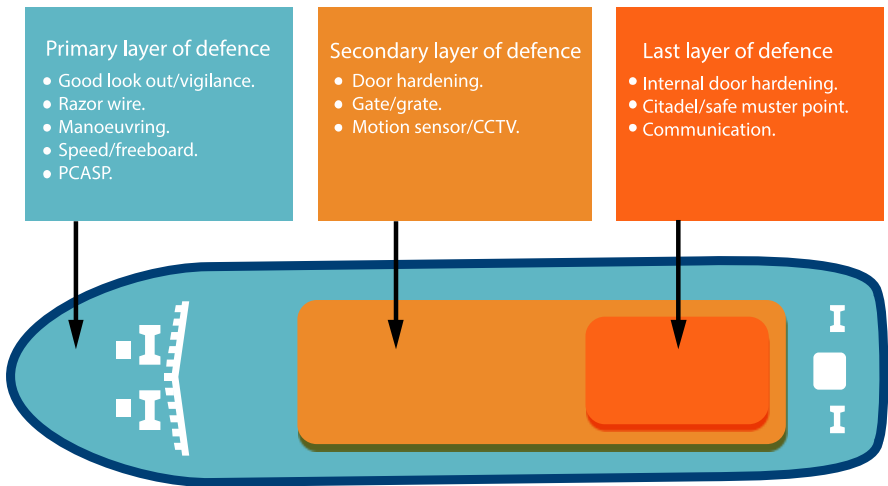 Primary layer of defence
• Good look out/vigilance.
• Razor wire.
• Manoeuvring.
• Speed/freeboard.
• PCASP.
Secondary layer of defence
• Door hardening.
• Gate/grate.
• Motion sensor/CCTV.
Last layer of defence
• Internal door hardening.
• Citadel/safe muster point.
• Communication.